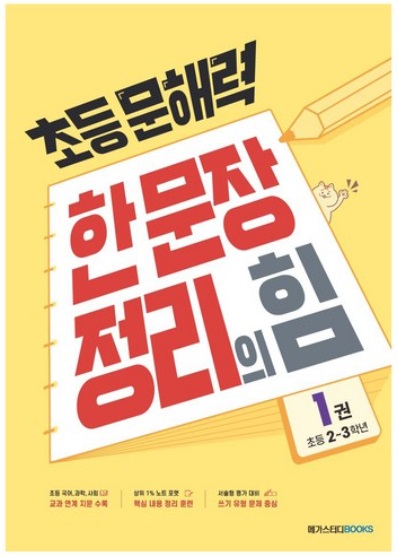 초등 문해력
한 문장
정리의 힘
1권
초등 2-3학년
초등 국어, 과학, 사회
교과 연계 지문 수록
상위 1% 노트 포맷
핵심 내용 정리 훈련
서술형 평가 대비
쓰기 유형 문제 중심
메가스터디BOOKS